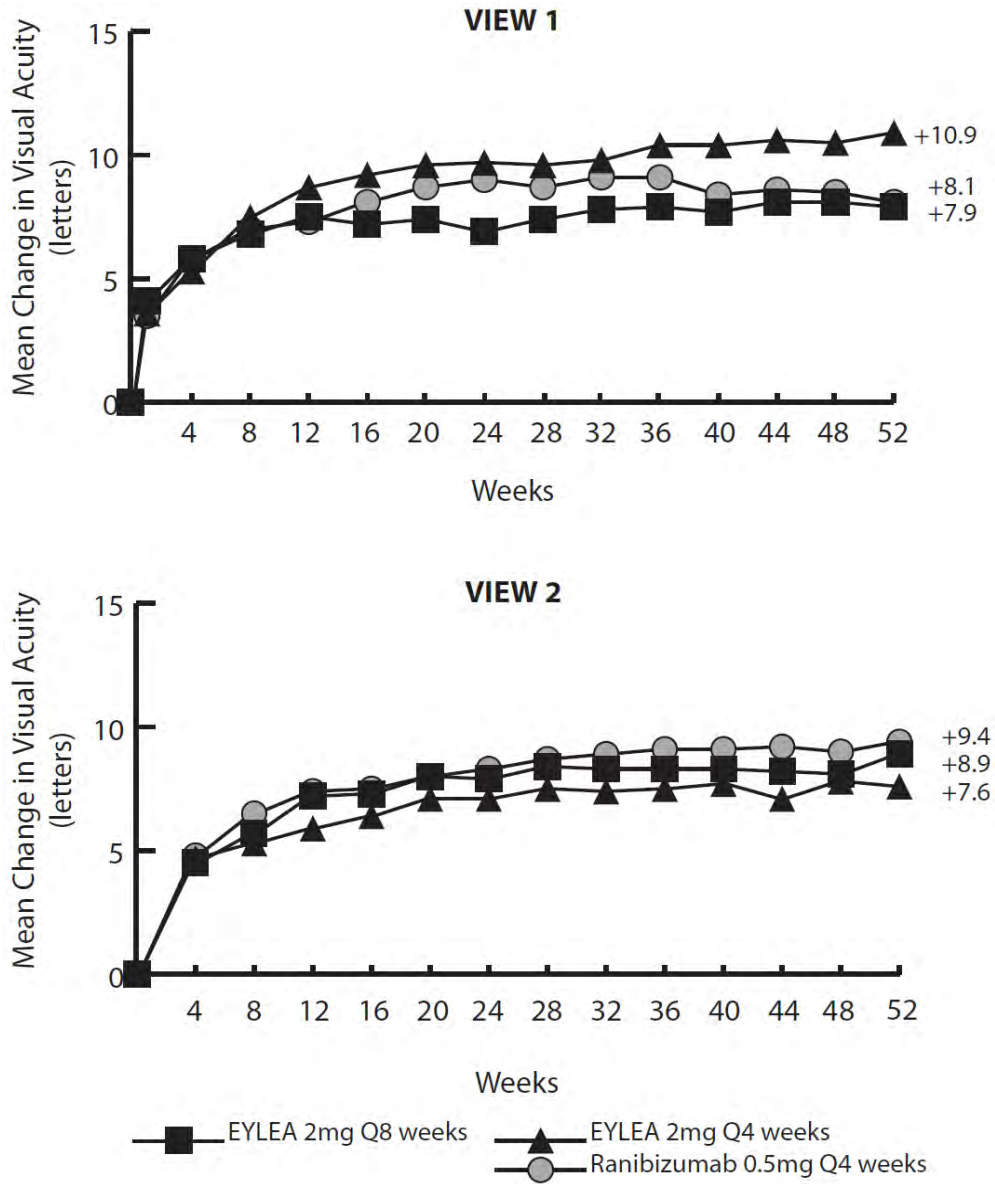 VIEW 1
Mean Change in Visual Acuity
(letters)
15
10
5
0
4 8 12 16 20 24 28 32 36 40 44 48 52
Weeks
+10.9
+8.1
+7.9
VIEW 2
Mean Change in Visual Acuity
(letters)
15
10
5
0
4 8 12 16 20 24 28 32 36 40 44 48 52
Weeks
+9.4
+8.9
+7.6
EYLEA 2mg Q8 weeks
EYLEA 2mg Q4 weeks
Ranibizumab 0.5mg Q4 weeks